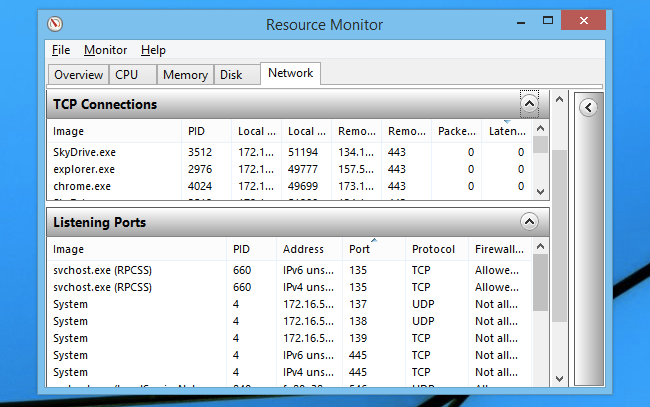 Resource Monitor
File Monitor Help
Overview CPU Memory Disk Network
TCP Connections
Image PID Local ... Local ... Remo... Remo... Packe... Laten...
SkyDrive.exe 3512 172.1... 51194 134.1... 443 0 0
explorer.exe 2976 172.1... 49777 157.5... 443 0 0
chrome.exe 4024 172.1... 49699 173.1... 443 0 0
Listening Ports
Image PID Address Port Protocol Firewall...
svchost.exe (RPCSS) 660 IPv6 uns... 135 TCP Allowe...
svchost.exe (RPCSS) 660 IPv4 uns... 135 TCP Allowe...
System 4 172.16.5... 137 UDP Not all...
System 4 172.16.5... 138 UDP Not all...
System 4 172.16.5... 139 TCP Not all...
System 4 IPv6 uns... 445 TCP Not all...
System 4 IPv4 uns... 445 TCP Not all...